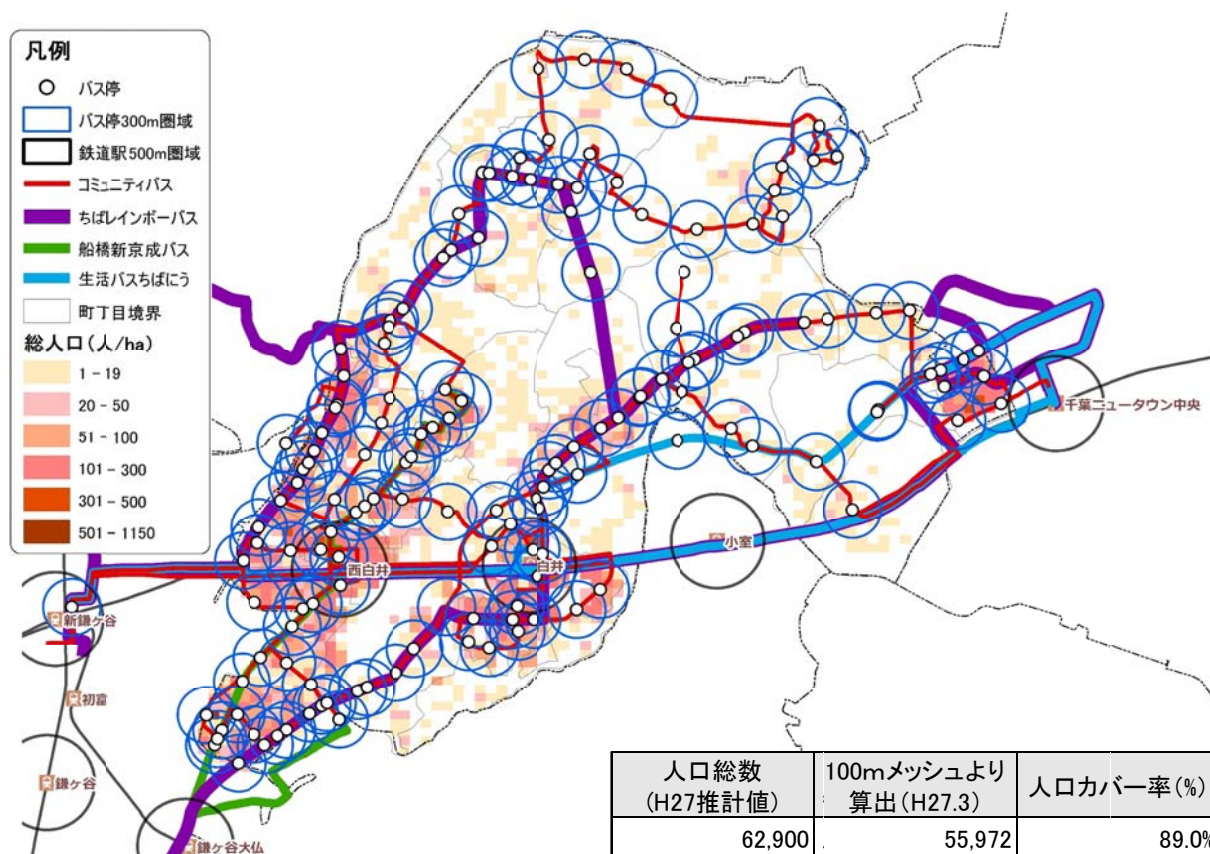 凡例
バス停
バス停300m圏域
鉄道駅500m圏域
コミュニティバス
ちばレインボーバス
船橋新京成バス
生活バスちばにう
町丁目境界
総人口(人/ha)
1 - 19
20 - 50
51 - 100
101 - 300
301 - 500
501 - 1150
千葉ニュータウン中央
小室
白井
西白井
新鎌ヶ谷
初富
鎌ヶ谷
鎌ヶ谷大仏
人口総数
(H27推計値)
100mメッシュより
算出(H27.3)
人口カバー率(%)
62,900
55,972
89.0%